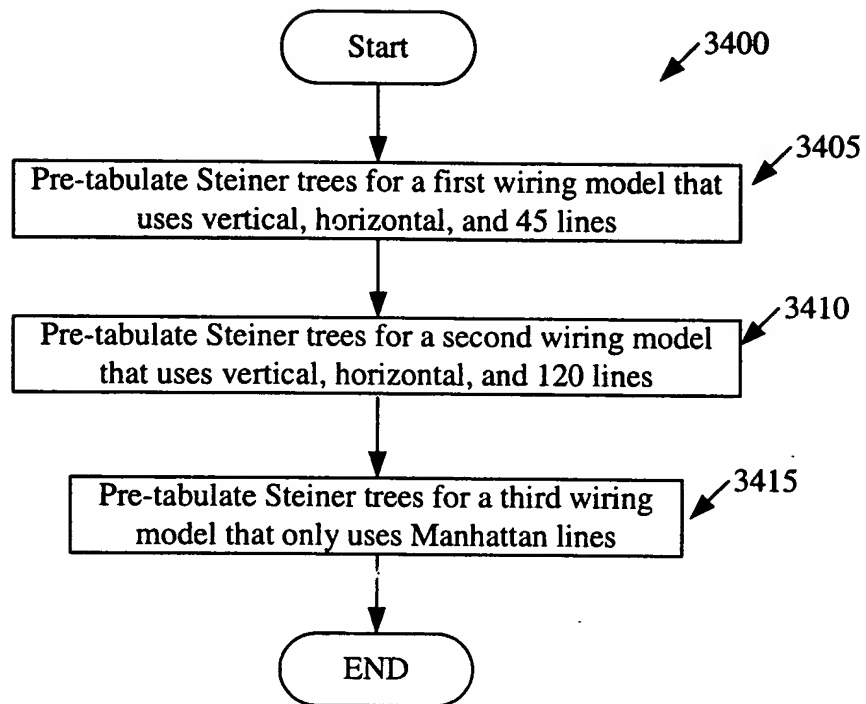 Start
3400
3405
Pre-tabulate Steiner trees for a first wiring model that
uses vertical, horizontal, and 45 lines
3410
Pre-tabulate Steiner trees for a second wiring model
that uses vertical, horizontal, and 120 lines
3415
Pre-tabulate Steiner trees for a third wiring
model that only uses Manhattan lines
END